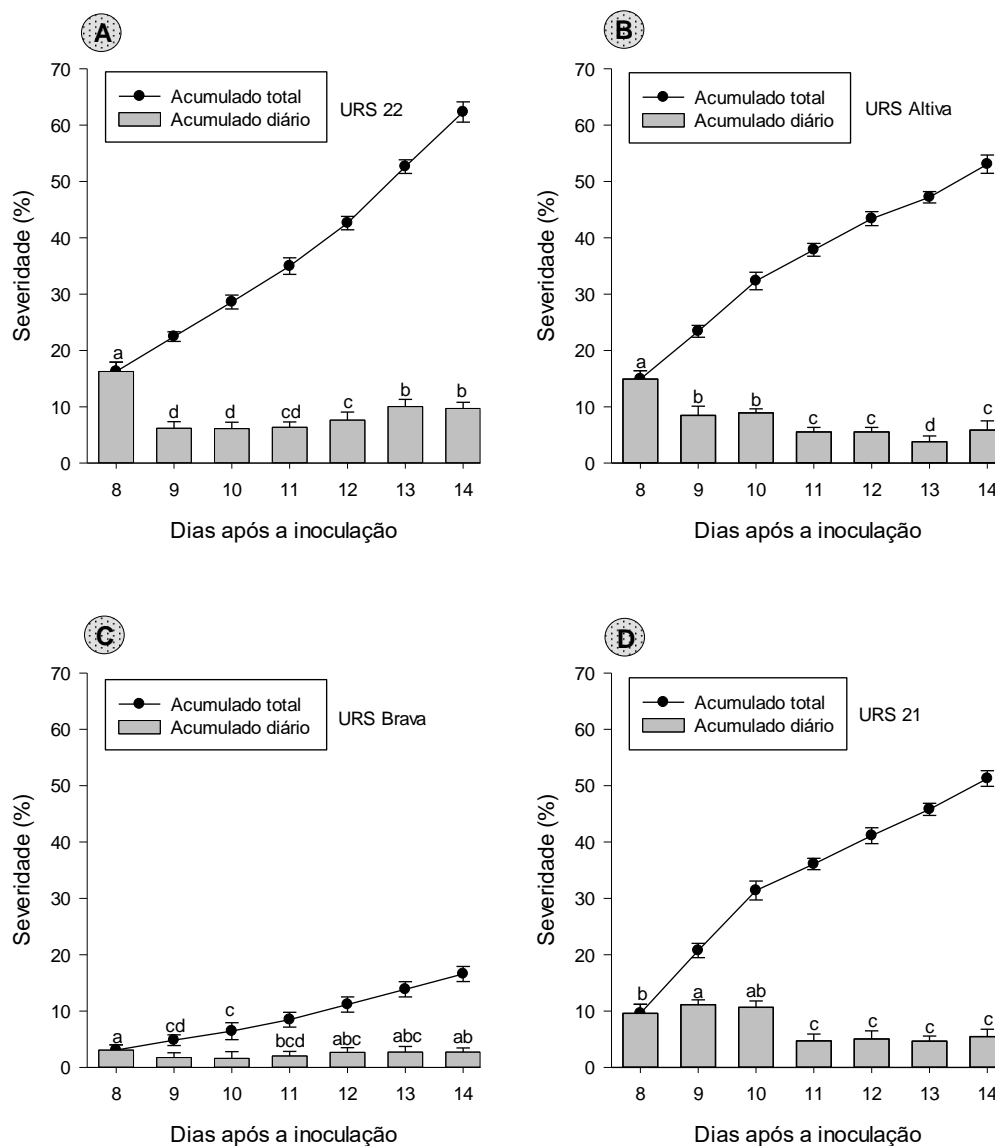 A
70
60
50
40
30
20
10
0
Severidade (%)
Acumulado total
Acumulado diário
URS 22
a
d
d
cd
c
b
b
8 9 10 11 12 13 14
Dias após a inoculação
B
70
60
50
40
30
20
10
0
Severidade (%)
Acumulado total
Acumulado diário
URS Altiva
a
b
b
c
c
d
c
8 9 10 11 12 13 14
Dias após a inoculação
C
70
60
50
40
30
20
10
0
Severidade (%)
Acumulado total
Acumulado diário
URS Brava
a
cd
c
bcd
abc
abc
ab
8 9 10 11 12 13 14
Dias após a inoculação
D
70
60
50
40
30
20
10
0
Severidade (%)
Acumulado total
Acumulado diário
URS 21
b
a
ab
c
c
c
c
8 9 10 11 12 13 14
Dias após a inoculação